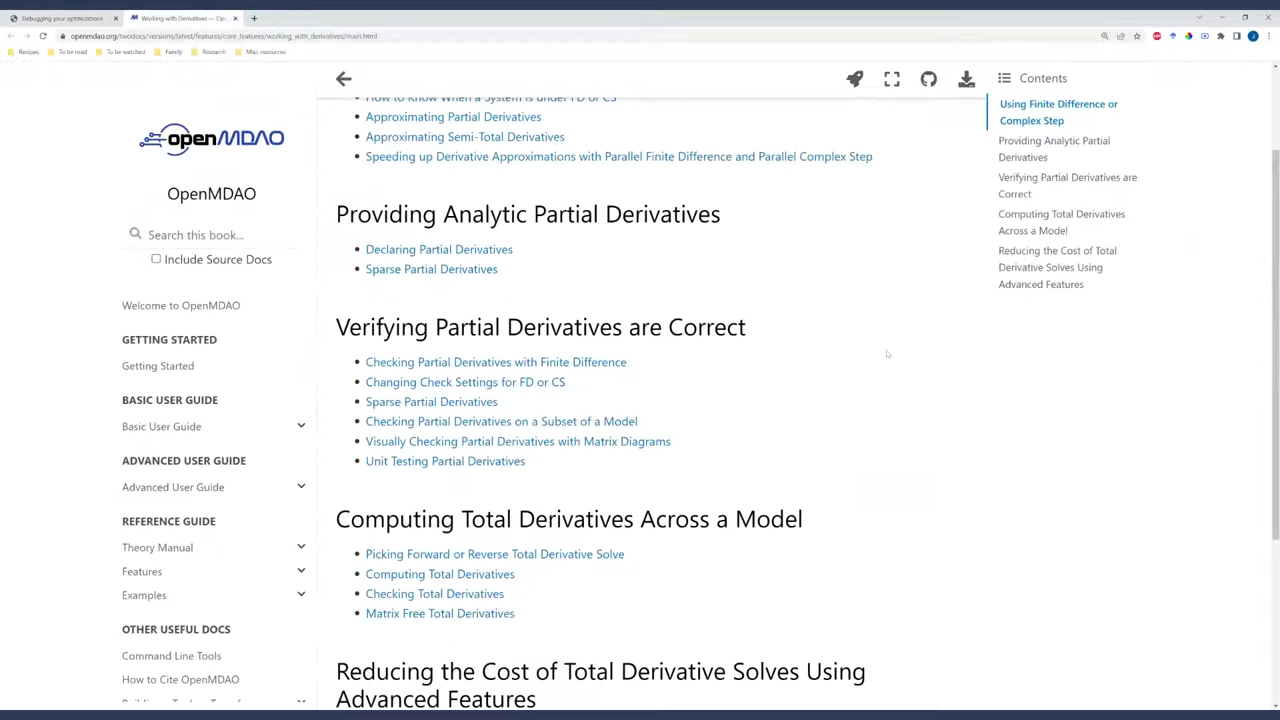 Debugging your optimizations
Working with Derivatives — Op
openmdao.org/twodocs/versions/latest/features/core_features/working_with_derivatives/main.html
Recipes
To be read
To be watched
Family
Research
Misc resources
How to Know When a System is under FD or CS
Approximating Partial Derivatives
Approximating Semi-Total Derivatives
Speeding up Derivative Approximations with Parallel Finite Difference and Parallel Complex Step
Providing Analytic Partial Derivatives
Declaring Partial Derivatives
Sparse Partial Derivatives
Verifying Partial Derivatives are Correct
Checking Partial Derivatives with Finite Difference
Changing Check Settings for FD or CS
Sparse Partial Derivatives
Checking Partial Derivatives on a Subset of a Model
Visually Checking Partial Derivatives with Matrix Diagrams
Unit Testing Partial Derivatives
Computing Total Derivatives Across a Model
Picking Forward or Reverse Total Derivative Solve
Computing Total Derivatives
Checking Total Derivatives
Matrix Free Total Derivatives
Reducing the Cost of Total Derivative Solves Using
Advanced Features
openMDAO
OpenMDAO
Search this book...
Include Source Docs
Welcome to OpenMDAO
GETTING STARTED
Getting Started
BASIC USER GUIDE
Basic User Guide
ADVANCED USER GUIDE
Advanced User Guide
REFERENCE GUIDE
Theory Manual
Features
Examples
OTHER USEFUL DOCS
Command Line Tools
How to Cite OpenMDAO
Contents
Using Finite Difference or
Complex Step
Providing Analytic Partial
Derivatives
Verifying Partial Derivatives are
Correct
Computing Total Derivatives
Across a Model
Reducing the Cost of Total
Derivative Solves Using
Advanced Features